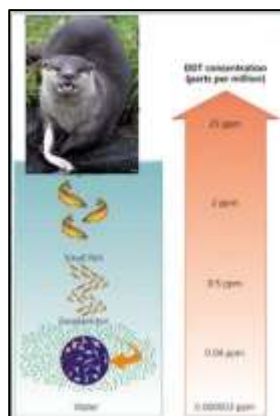 DDT concentration
(parts per million)
25 ppm
2 ppm
Small fish
0.5 ppm
Zooplankton
0.04 ppm
Water
0.000003 ppm